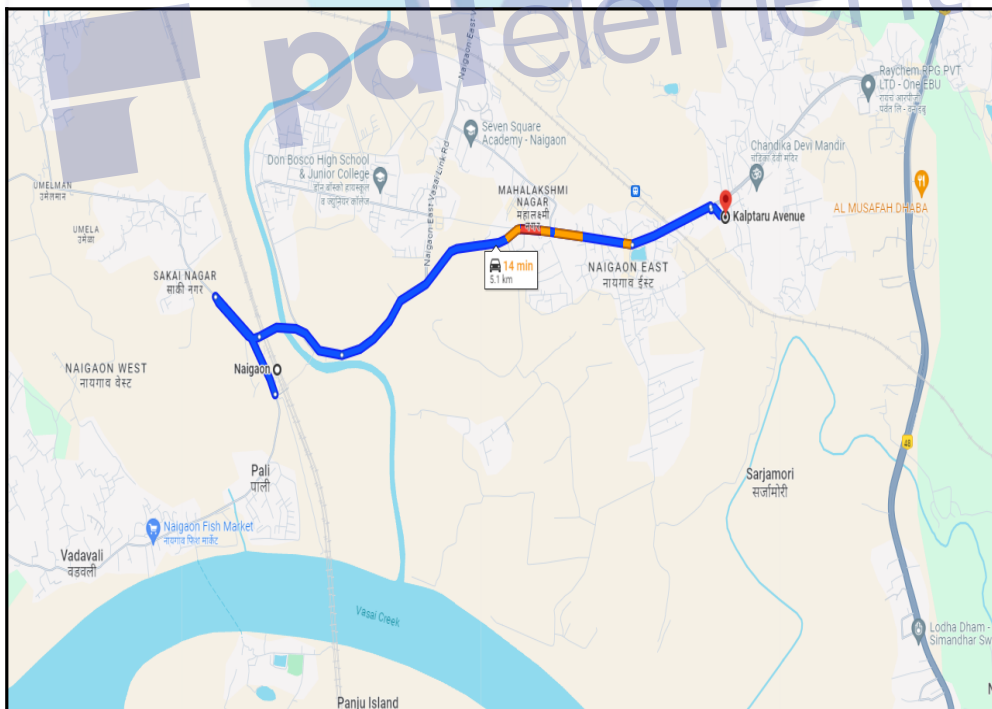 pdfelement
Raychem RPG PVT
LTD - One EBU
Seven Square
Academy - Naigaon
Naigaon East Vasai Link Rd
Chandika Devi Mandir
चंडिका देवी मंदिर
Don Bosco High School
& Junior College
डॉन बॉस्को हायस्कूल
व ज्युनियर कॉलेज
UMELMAN
उमेलमान
MAHALAKSHMI
NAGAR
महालक्ष्मी
नगर
AL MUSAFAH DHABA
Kalptaru Avenue
UMELA
उमेळा
14 min
5.1 km
NAIGAON EAST
नायगाव ईस्ट
SAKAI NAGAR
साकी नगर
NAIGAON WEST
नायगाव वेस्ट
Naigaon
48
Pali
पाली
Sarjamori
सर्जामोरी
Naigaon Fish Market
नायगाव फिश मार्केट
Vadavali
वडवली
Vasai Creek
Lodha Dham -
Simandhar Sw
Panju Island
N